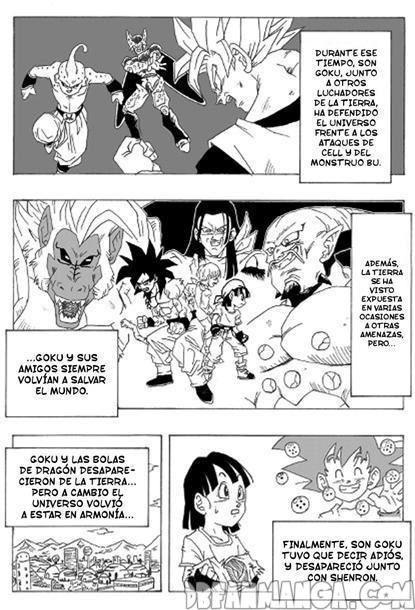 DURANTE ESE
TIEMPO, SON
GOKU, JUNTO
A OTROS
LUCHADORES
DE LA TIERRA,
HA DEFENDIDO
EL UNIVERSO
FRENTE A LOS
ATAQUES DE
CELL Y DEL
MONSTRUO BU.
ADEMÁS,
LA TIERRA
SE HA
VISTO
EXPUESTA
EN VARIAS
OCASIONES
A OTRAS
AMENAZAS,
PERO...
...GOKU Y SUS
AMIGOS SIEMPRE
VOLVÍAN A SALVAR
EL MUNDO.
GOKU Y LAS BOLAS
DE DRAGÓN DESAPARE-
CIERON DE LA TIERRA...
PERO A CAMBIO EL
UNIVERSO VOLVIÓ
A ESTAR EN ARMONÍA...
FINALMENTE, SON GOKU
TUVO QUE DECIR ADIÓS,
Y DESAPARECIÓ JUNTO
CON SHENRON.
DBFANMANGA.COM